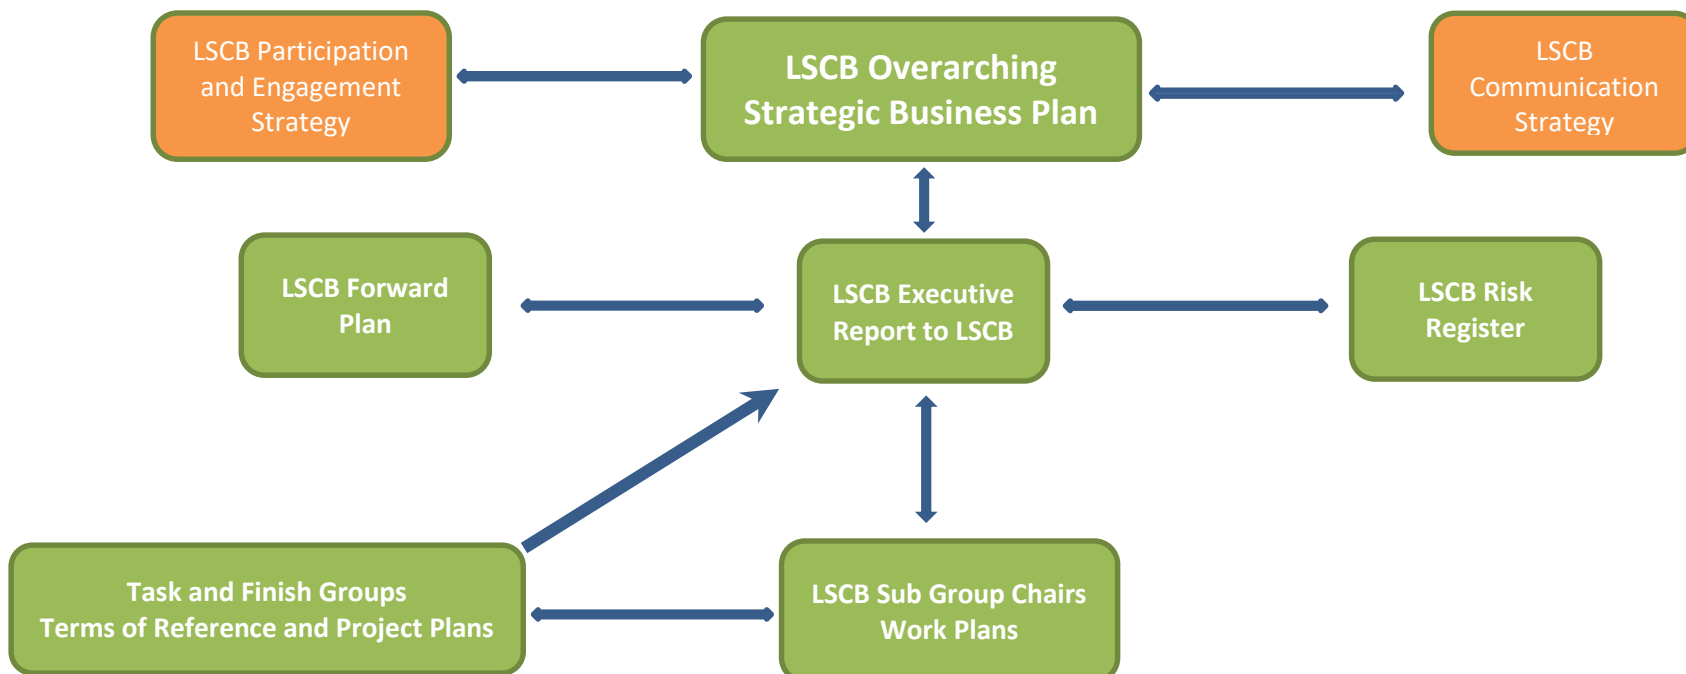 LSCB Participation
and Engagement
Strategy
LSCB Overarching
Strategic Business Plan
LSCB
Communication
Strategy
LSCB Forward
Plan
LSCB Executive
Report to LSCB
LSCB Risk
Register
Task and Finish Groups
Terms of Reference and Project Plans
LSCB Sub Group Chairs
Work Plans